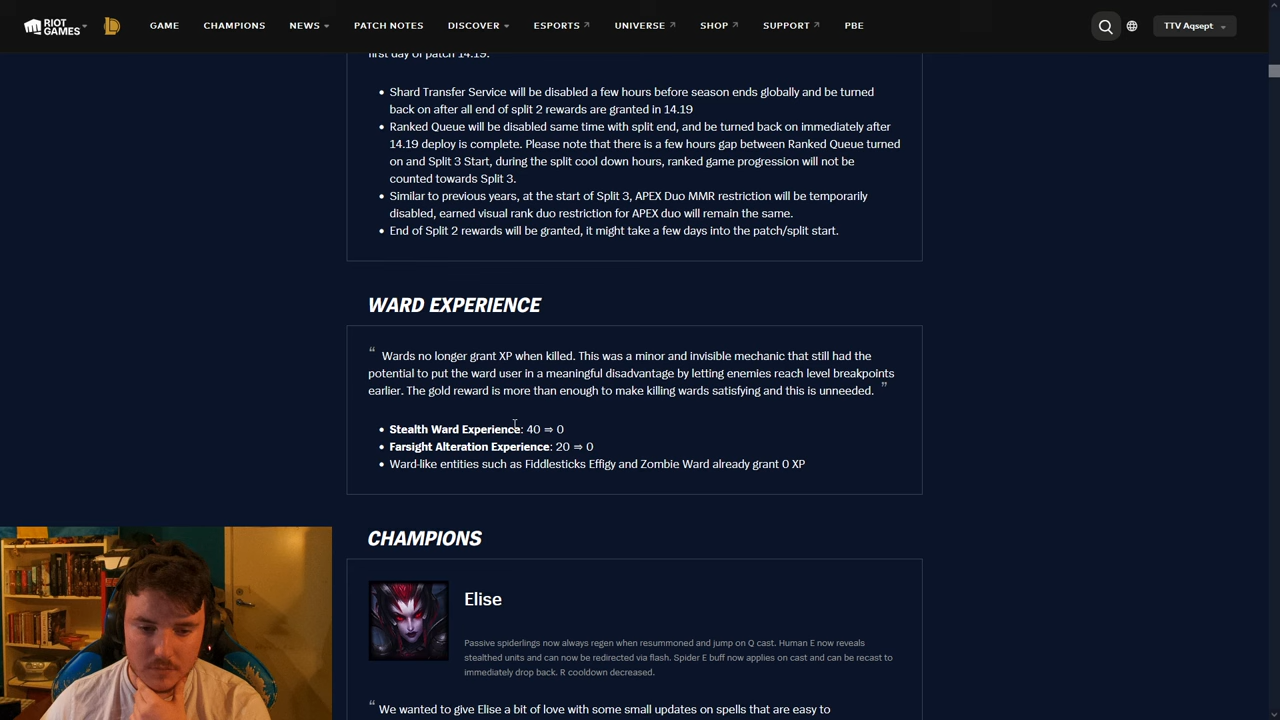 RIOT GAMES
GAME
CHAMPIONS
NEWS
PATCH NOTES
DISCOVER
ESPORTS
UNIVERSE
SHOP
SUPPORT
PBE
TTV Aqsept
first day of patch 14.19.
• Shard Transfer Service will be disabled a few hours before season ends globally and be turned
back on after all end of split 2 rewards are granted in 14.19
• Ranked Queue will be disabled same time with split end, and be turned back on immediately after
14.19 deploy is complete. Please note that there is a few hours gap between Ranked Queue turned
on and Split 3 Start, during the split cool down hours, ranked game progression will not be
counted towards Split 3.
• Similar to previous years, at the start of Split 3, APEX Duo MMR restriction will be temporarily
disabled, earned visual rank duo restriction for APEX duo will remain the same.
• End of Split 2 rewards will be granted, it might take a few days into the patch/split start.
WARD EXPERIENCE
“ Wards no longer grant XP when killed. This was a minor and invisible mechanic that still had the
potential to put the ward user in a meaningful disadvantage by letting enemies reach level breakpoints
earlier. The gold reward is more than enough to make killing wards satisfying and this is unneeded. ”
• Stealth Ward Experience: 40 ⇒ 0
• Farsight Alteration Experience: 20 ⇒ 0
• Ward-like entities such as Fiddlesticks Effigy and Zombie Ward already grant 0 XP
CHAMPIONS
Elise
Passive spiderlings now always regen when resummoned and jump on Q cast. Human E now reveals
stealthed units and can now be redirected via flash. Spider E buff now applies on cast and can be recast to
immediately drop back. R cooldown decreased.
“ We wanted to give Elise a bit of love with some small updates on spells that are easy to